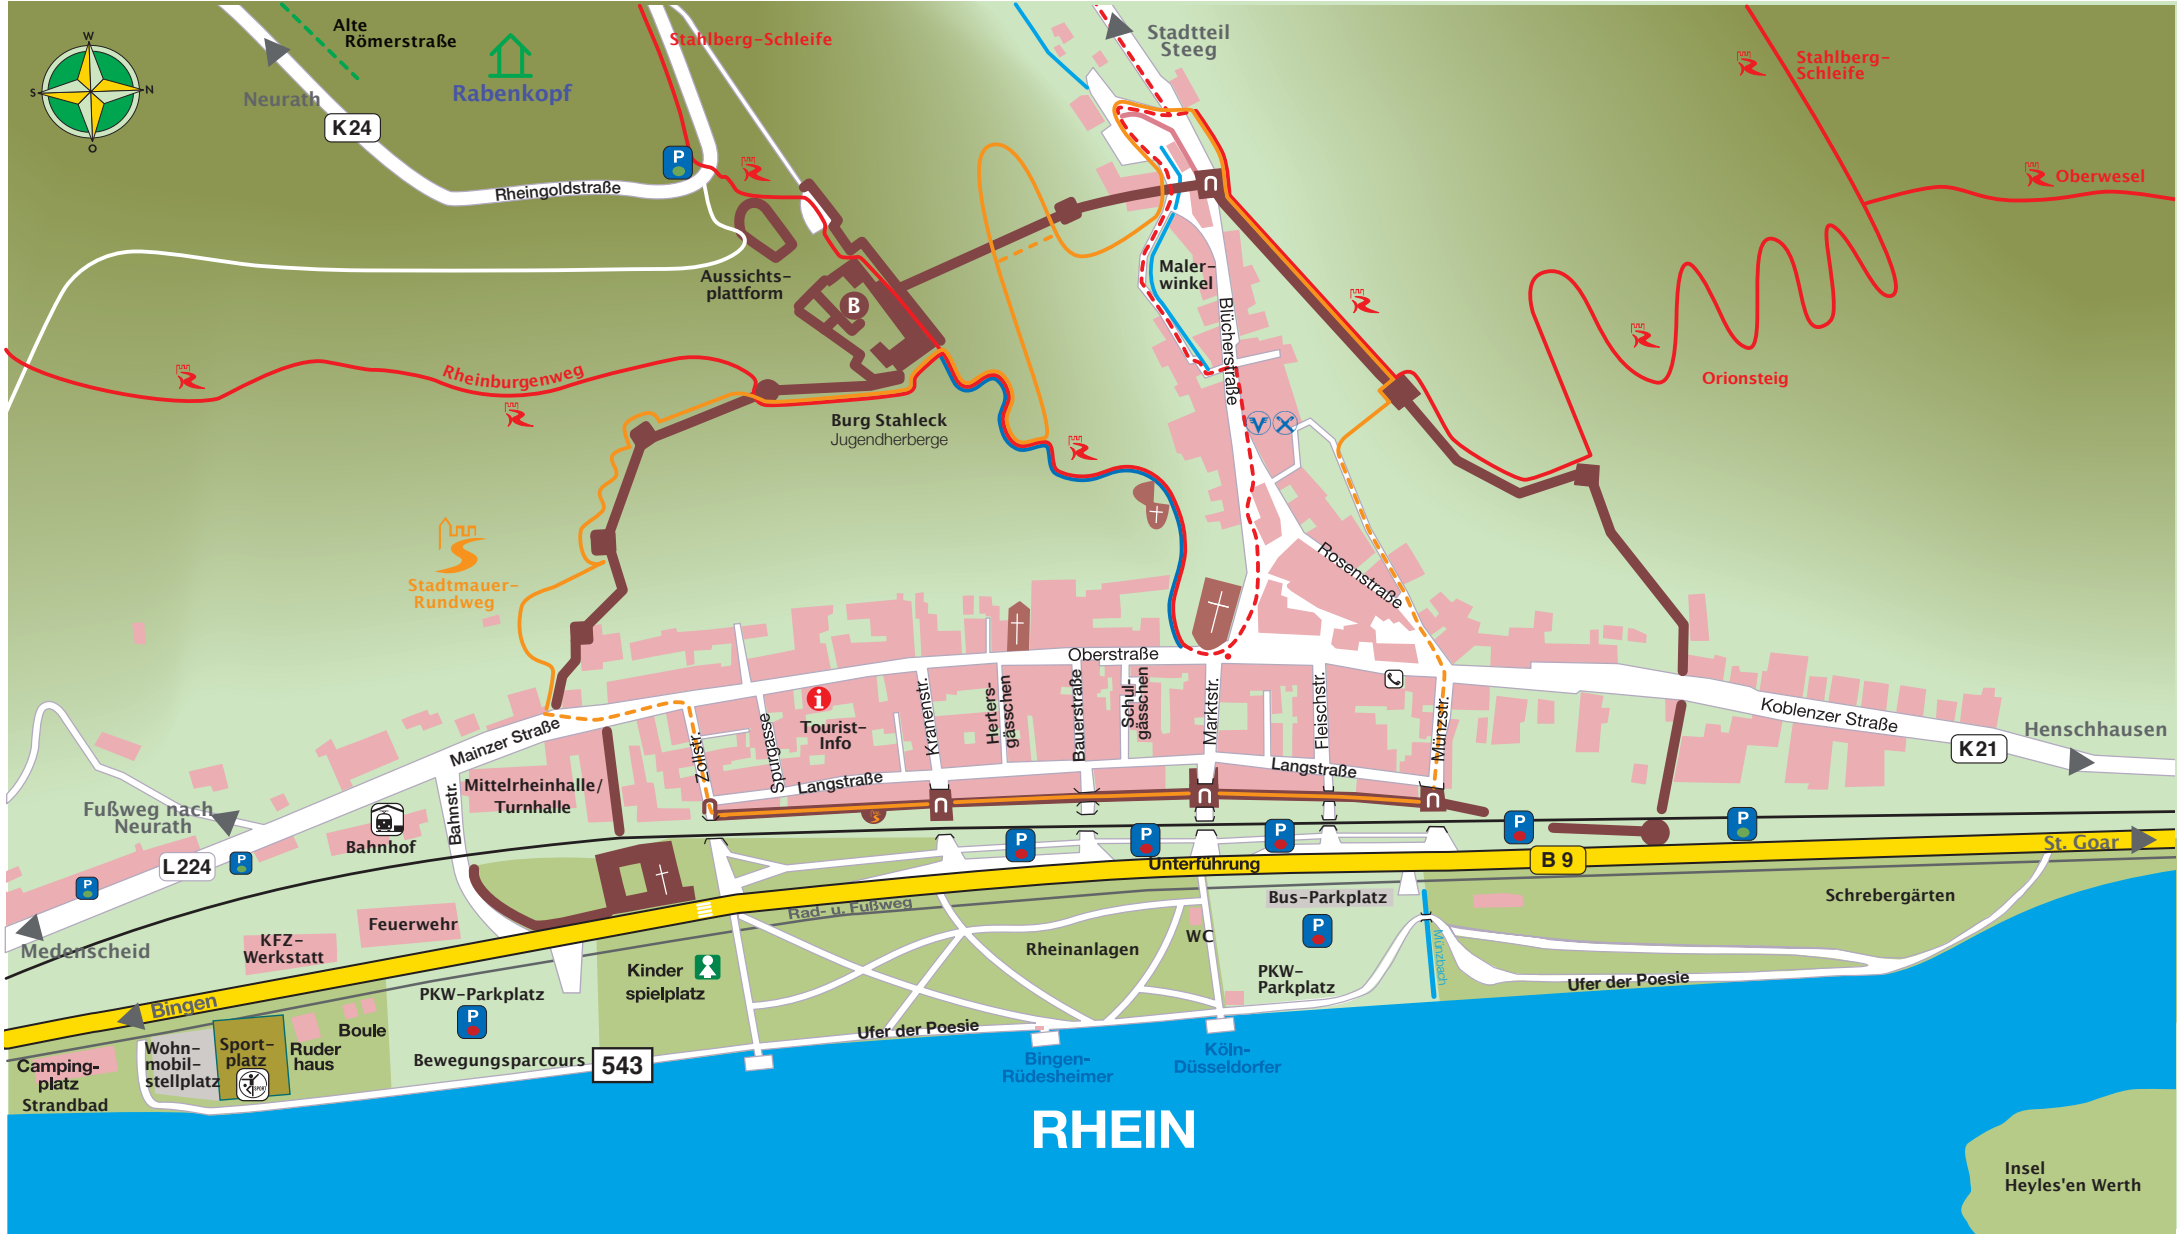 W
S
N
O
Alte
Römerstraße
Rabenkopf
Neurath
K24
Rheingoldstraße
Stahlberg-Schleife
P
Stadtteil
Steeg
Stahlberg-
Schleife
Oberwesel
Orionsteig
Aussichts-
plattform
B
Maler-
winkel
Blücherstraße
Rheinburgenweg
Burg Stahleck
Jugendherberge
Stadtmauer-
Rundweg
Rosenstraße
Oberstraße
Mainzer Straße
Zollstr.
Sundgasse
Tourist-
Info
i
Kranenstr.
Herters-
gässchen
Bauerstraße
Schul-
gässchen
Marktstr.
Fleischstr.
Münzstr.
Langstraße
Langstraße
Koblenzer Straße
Henschhausen
K21
Mittelrheinhalle/
Turnhalle
Bahnstr.
Fußweg nach
Neurath
Bahnhof
L224
P
P
Medenscheid
P
P
P
P
P
Unterführung
B 9
St. Goar
Feuerwehr
KFZ-
Werkstatt
Rad- u. Fußweg
Bus-Parkplatz
P
Schrebergärten
Rheinanlagen
WC
Münzbach
PKW-
Parkplatz
Ufer der Poesie
Kinder
spielplatz
PKW-Parkplatz
P
Bewegungsparcours
543
Ufer der Poesie
Bingen
Boule
Ruder
haus
Sport-
platz
SPORT
Wohn-
mobil-
stellplatz
Camping-
platz
Strandbad
Bingen-
Rüdesheimer
Köln-
Düsseldorfer
RHEIN
Insel
Heyles'en Werth